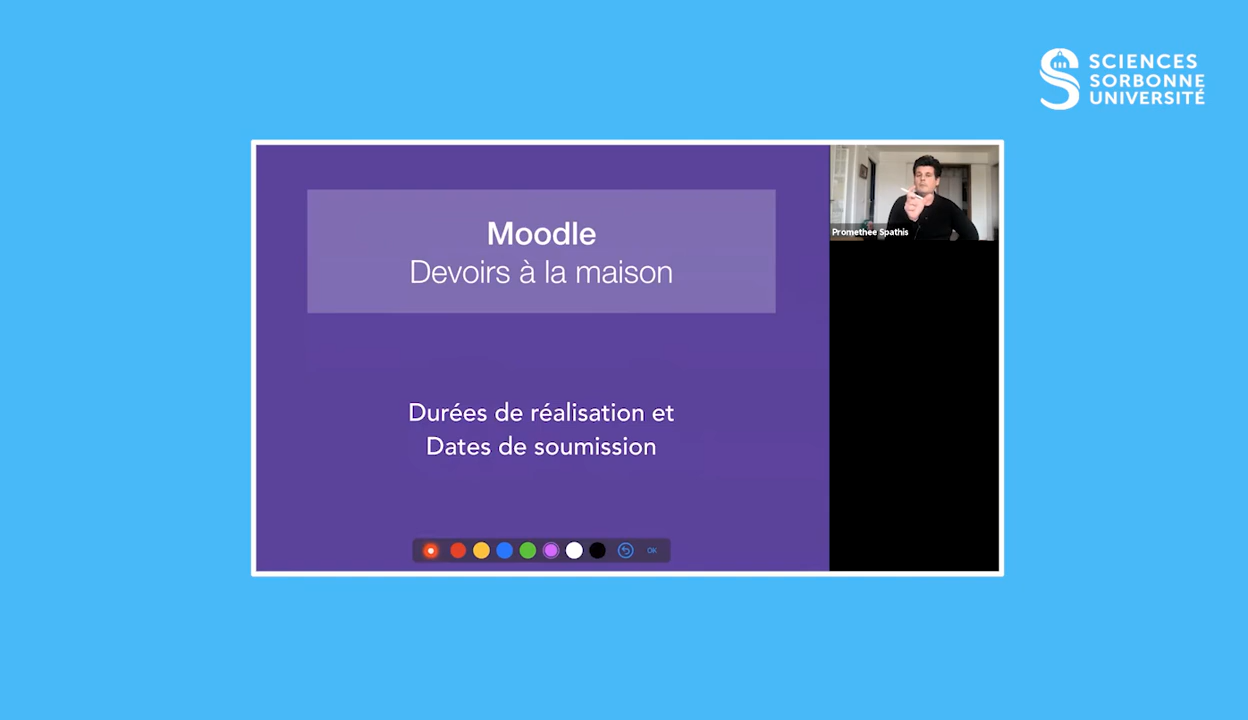 SCIENCES
SORBONNE
UNIVERSITÉ
Moodle
Devoirs à la maison
Promethee Spathis
Durées de réalisation et
Dates de soumission
OK